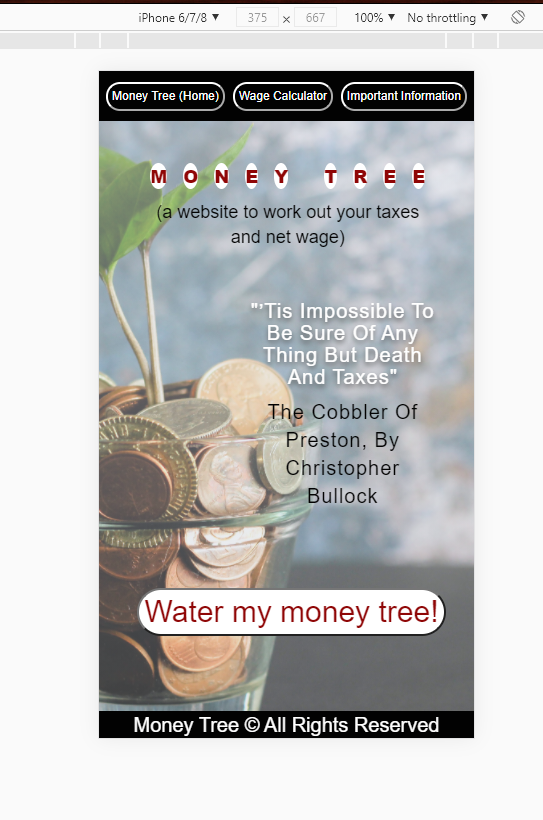 iPhone 6/7/8 ▼ 375 × 667 100% ▼ No throttling ▼
Money Tree (Home) Wage Calculator Important Information
MONEY TREE
(a website to work out your taxes
and net wage)
"'Tis Impossible To
Be Sure Of Any
Thing But Death
And Taxes"
The Cobbler Of
Preston, By
Christopher
Bullock
Water my money tree!
Money Tree © All Rights Reserved